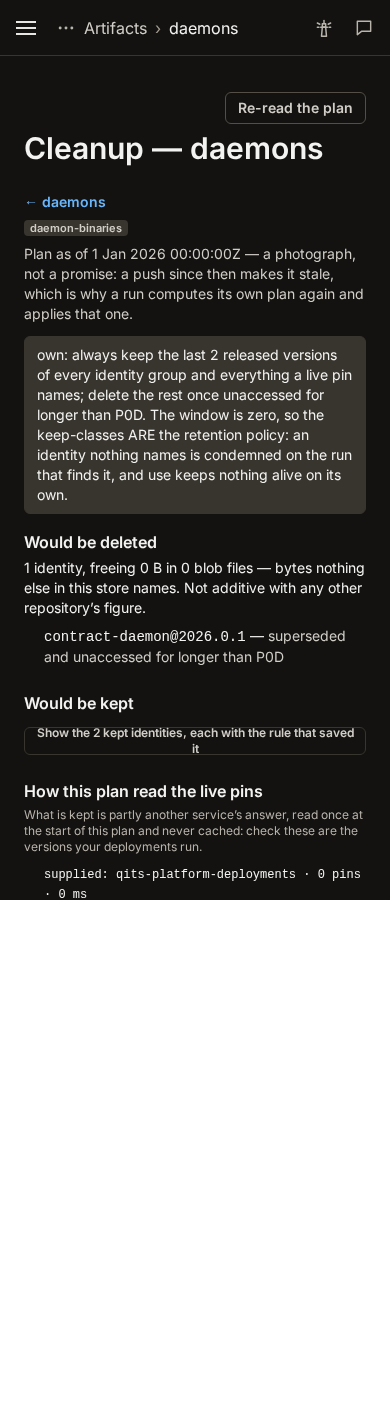 ··· Artifacts › daemons
Re-read the plan
Cleanup — daemons
← daemons
daemon-binaries
Plan as of 1 Jan 2026 00:00:00Z — a photograph,
not a promise: a push since then makes it stale,
which is why a run computes its own plan again and
applies that one.
own: always keep the last 2 released versions
of every identity group and everything a live pin
names; delete the rest once unaccessed for
longer than P0D. The window is zero, so the
keep-classes ARE the retention policy: an
identity nothing names is condemned on the run
that finds it, and use keeps nothing alive on its
own.
Would be deleted
1 identity, freeing 0 B in 0 blob files — bytes nothing
else in this store names. Not additive with any other
repository’s figure.
contract-daemon@2026.0.1 — superseded
and unaccessed for longer than P0D
Would be kept
Show the 2 kept identities, each with the rule that saved
it
How this plan read the live pins
What is kept is partly another service’s answer, read once at
the start of this plan and never cached: check these are the
versions your deployments run.
supplied: qits-platform-deployments · 0 pins
· 0 ms